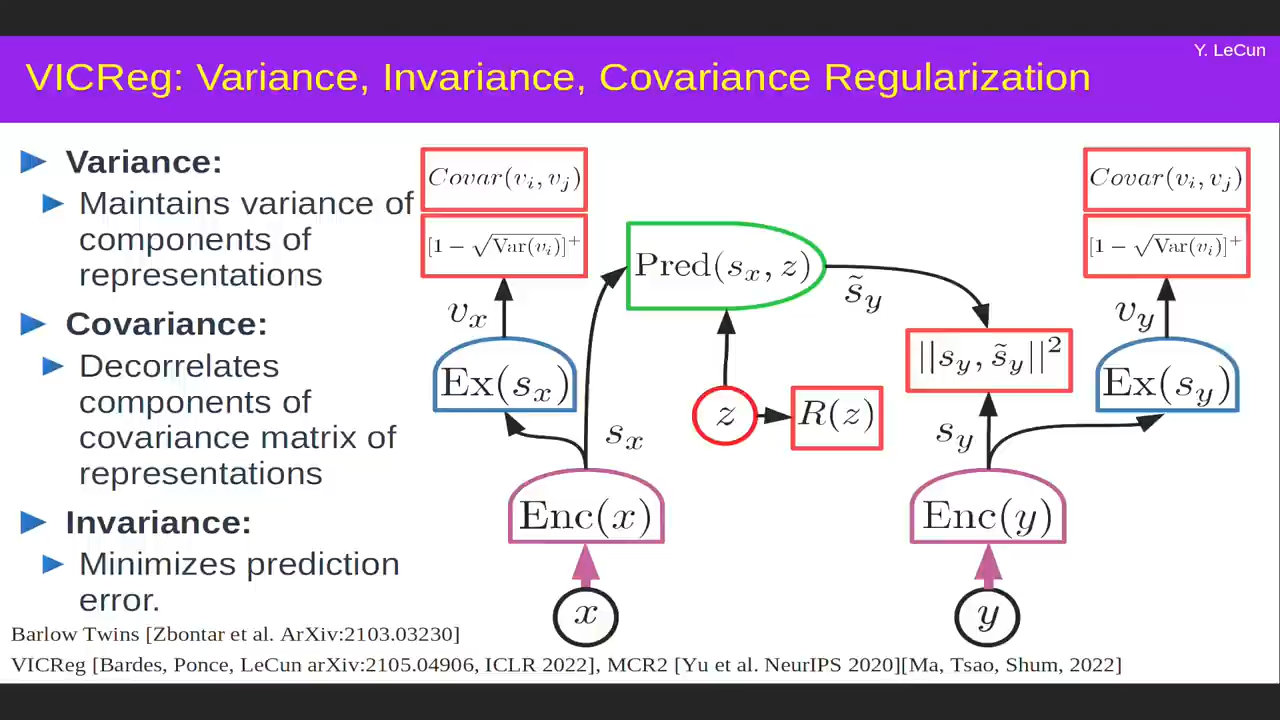 Y. LeCun
VICReg: Variance, Invariance, Covariance Regularization
Variance:
Maintains variance of
components of
representations
Covariance:
Decorrelates
components of
covariance matrix of
representations
Invariance:
Minimizes prediction
error.
Covar(v_i, v_j)
[1 − √Var(v_i)]^+
v_x
Ex(s_x)
s_x
Enc(x)
x
Pred(s_x, z)
s̃_y
z
R(z)
||s_y, s̃_y||^2
s_y
Enc(y)
y
Covar(v_i, v_j)
[1 − √Var(v_i)]^+
v_y
Ex(s_y)
Barlow Twins [Zbontar et al. ArXiv:2103.03230]
VICReg [Bardes, Ponce, LeCun arXiv:2105.04906, ICLR 2022], MCR2 [Yu et al. NeurIPS 2020][Ma, Tsao, Shum, 2022]